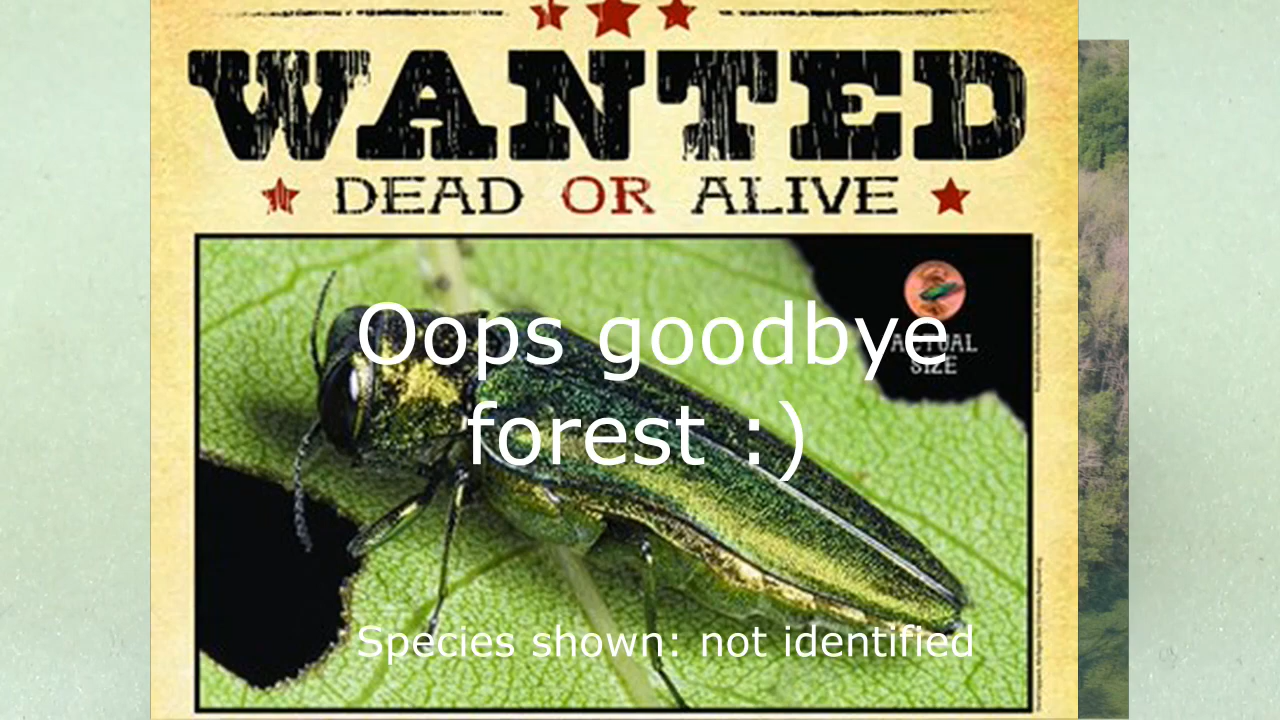 WANTED
DEAD OR ALIVE
ACTUAL
SIZE
Oops goodbye
forest :)
Species shown: not identified